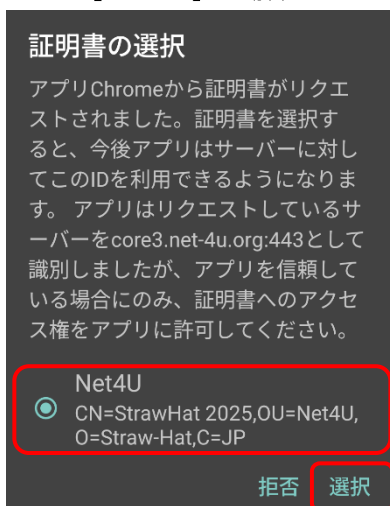 証明書の選択
アプリChromeから証明書がリクエ
ストされました。証明書を選択す
ると、今後アプリはサーバーに対し
てこのIDを利用できるようになりま
す。 アプリはリクエストしているサ
ーバーをcore3.net-4u.org:443として
識別しましたが、アプリを信頼して
いる場合にのみ、証明書へのアクセ
ス権をアプリに許可してください。
Net4U
CN=StrawHat 2025,OU=Net4U,
O=Straw-Hat,C=JP
拒否 選択